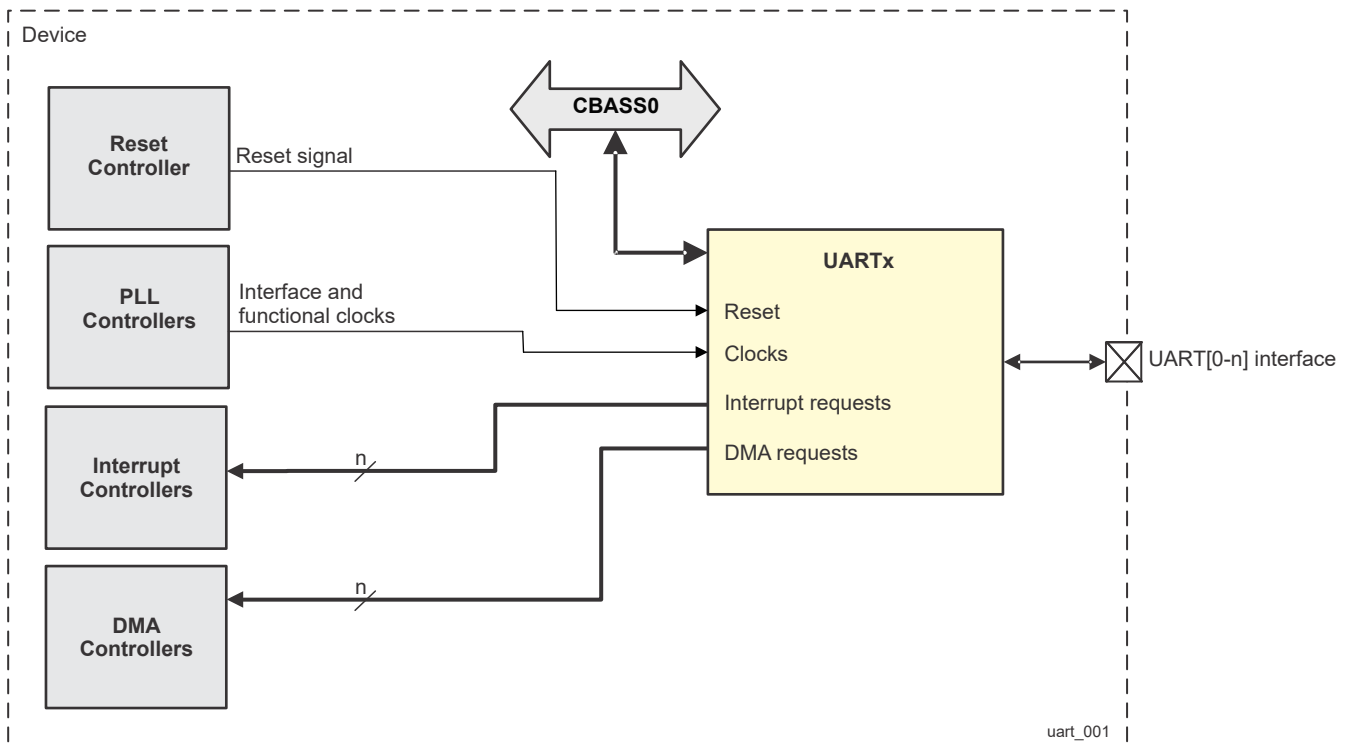 Device
CBASS0
Reset
Controller
Reset signal
UARTx
PLL
Controllers
Interface and
functional clocks
Reset
Clocks
UART[0-n] interface
Interrupt requests
DMA requests
Interrupt
Controllers
n
DMA
Controllers
n
uart_001